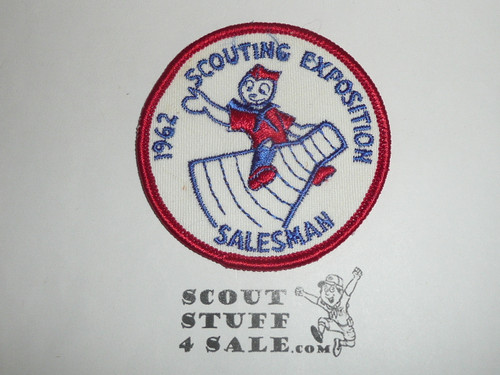 1962 SCOUTING EXPOSITION
SALESMAN
SCOUT
STUFF
4 SALE.COM